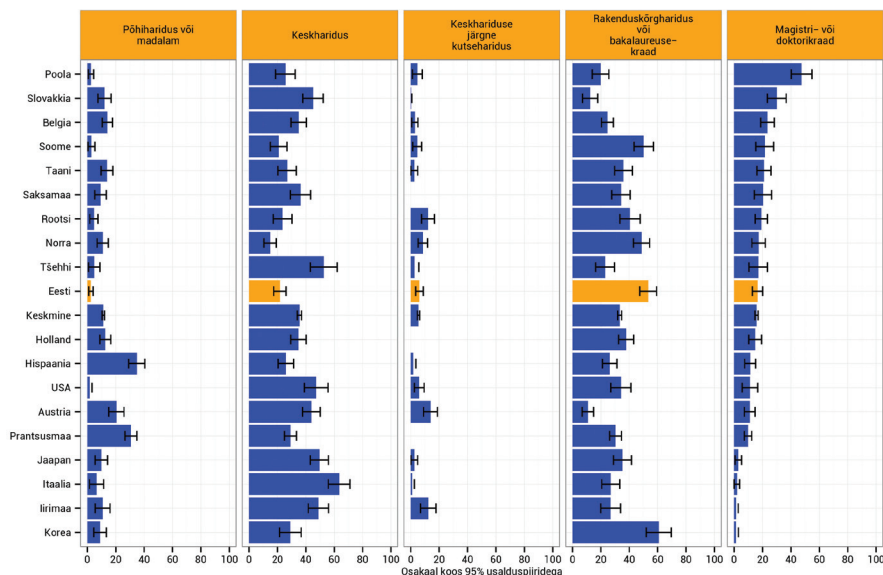 Põhiharidus või
madalam
Keskharidus
Keskhariduse
järgne
kutseharidus
Rakenduskõrgharidus
või
bakalaureuse-
kraad
Magistri- või
doktorikraad
Poola
Slovakkia
Belgia
Soome
Taani
Saksamaa
Rootsi
Norra
Tšehhi
Eesti
Keskmine
Holland
Hispaania
USA
Austria
Prantsusmaa
Jaapan
Itaalia
Iirimaa
Korea
0 20 40 60 80 100
0 20 40 60 80 100
0 20 40 60 80 100
0 20 40 60 80 100
0 20 40 60 80 100
Osakaal koos 95% usalduspiiridega